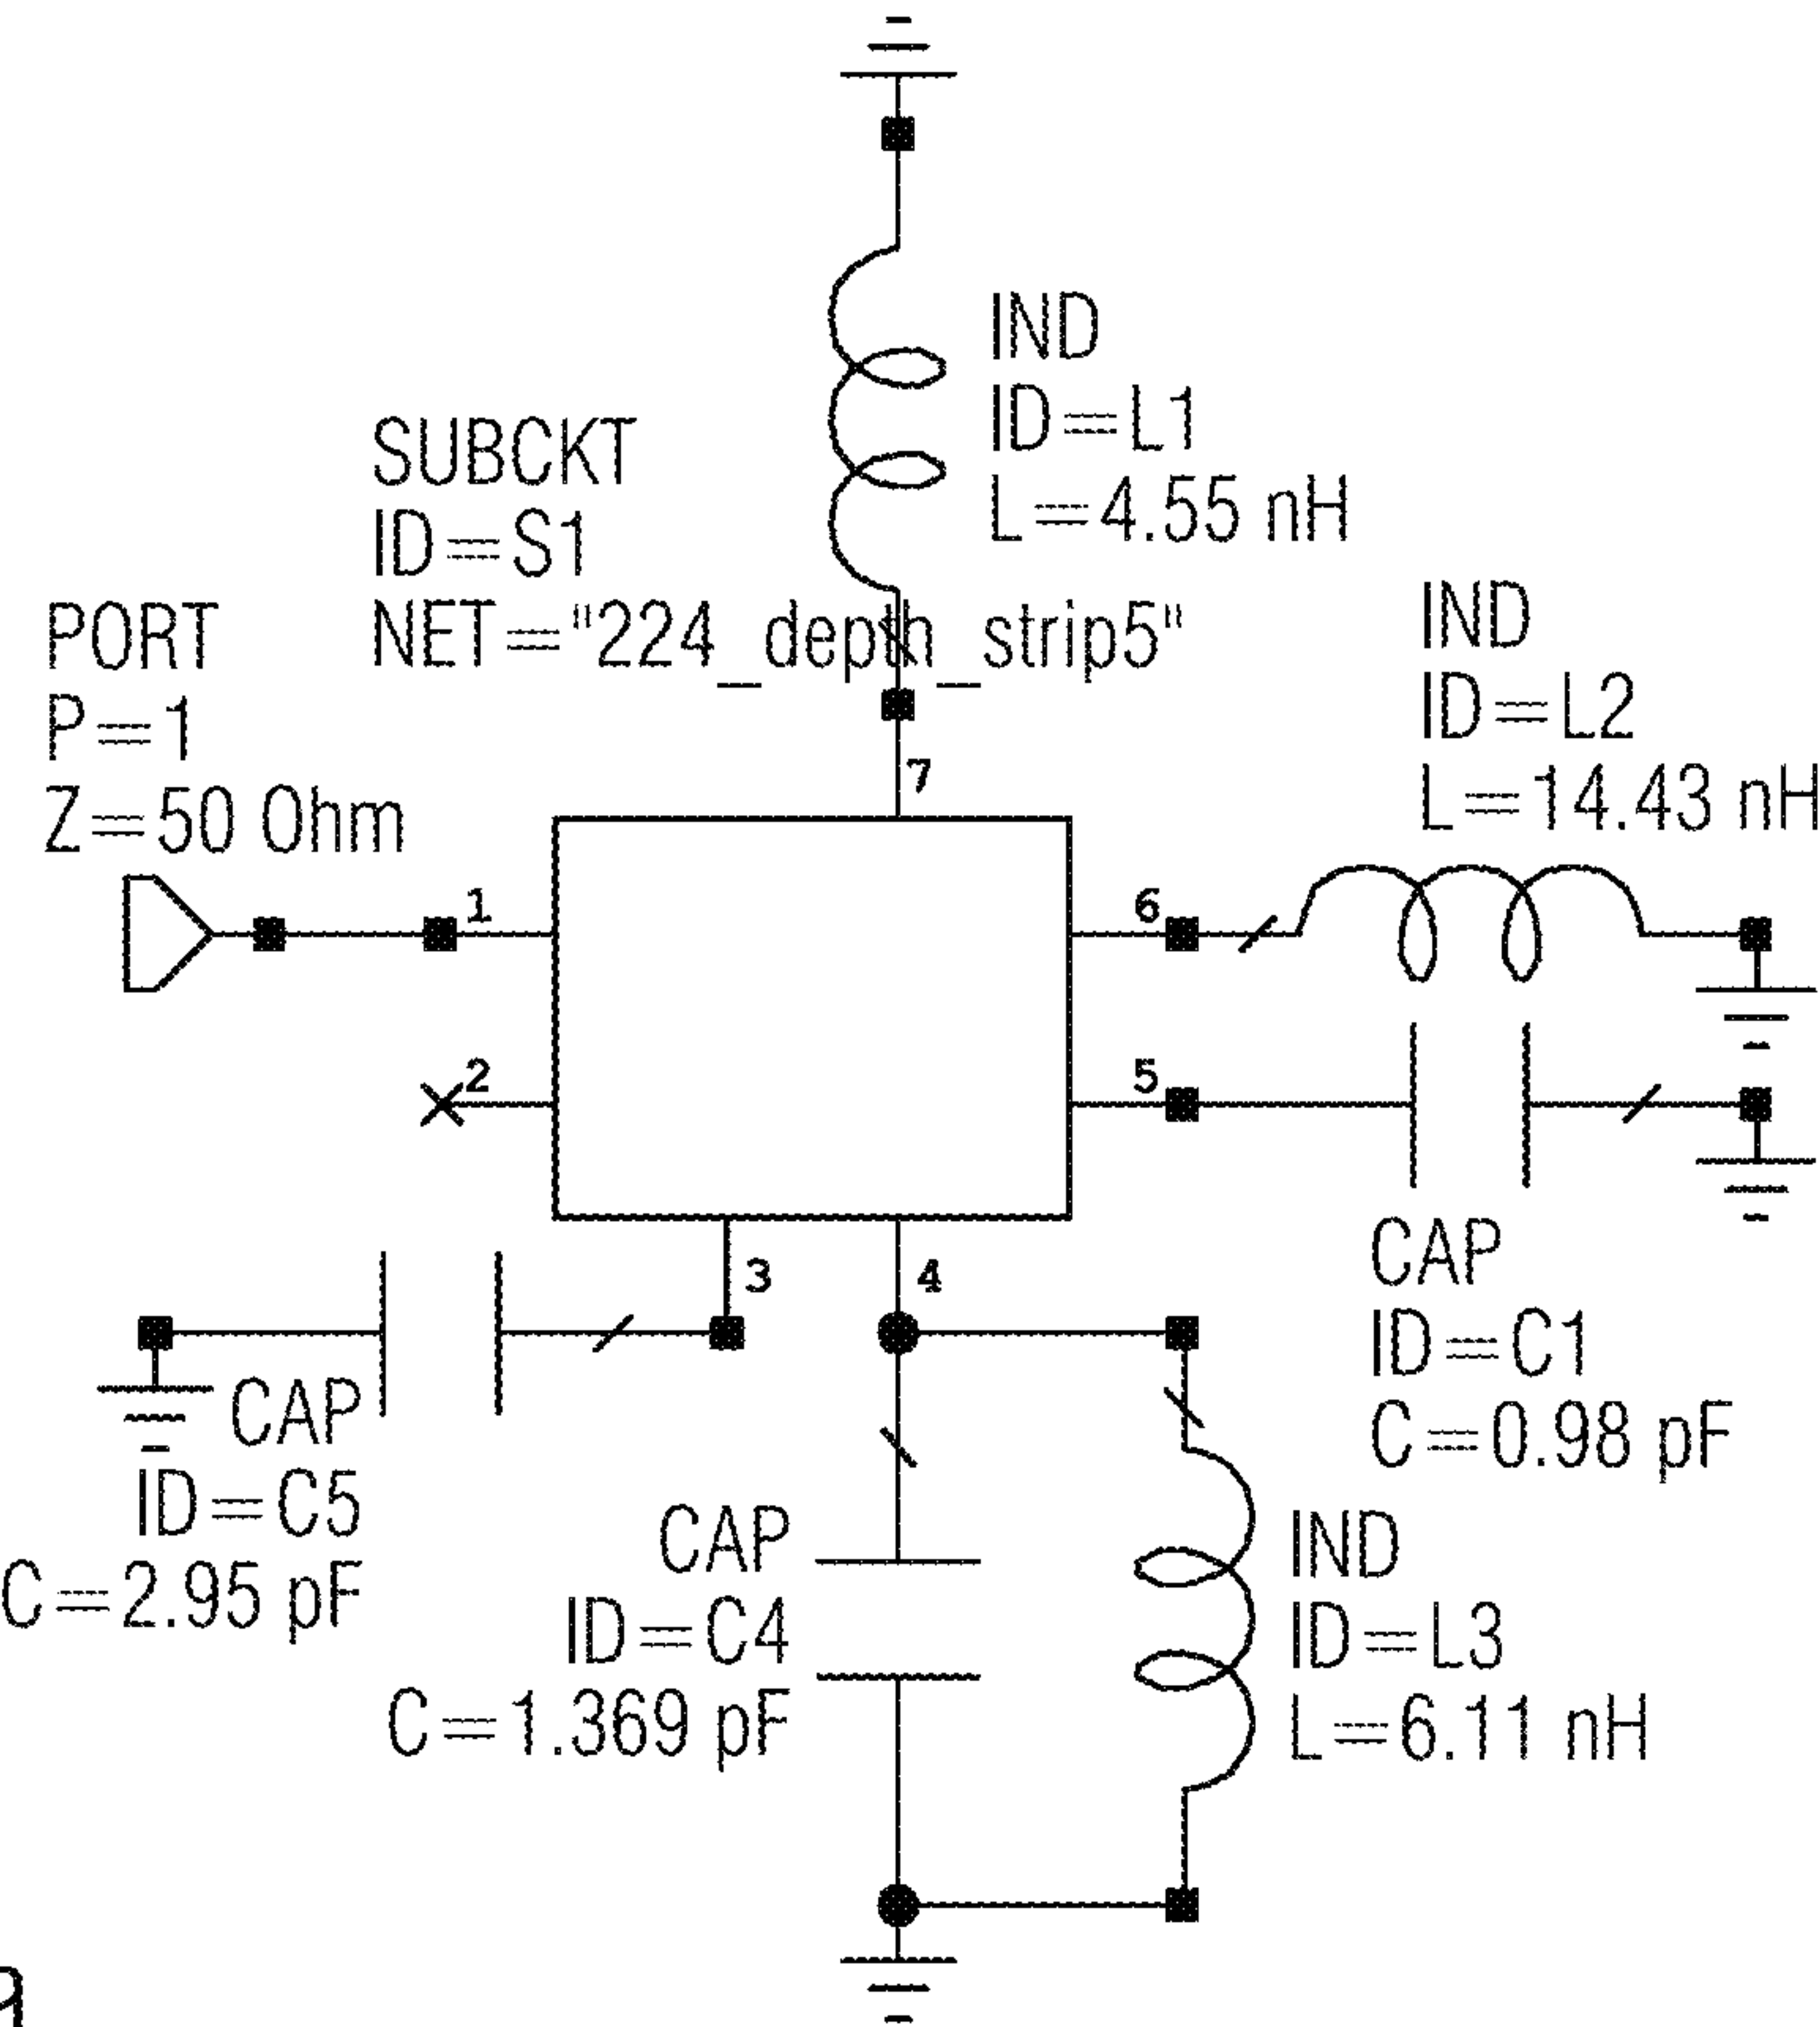 IND
ID=L1
L=4.55 nH
SUBCKT
ID=S1
NET="224_depth_strip5"
PORT
P=1
Z=50 Ohm
IND
ID=L2
L=14.43 nH
7
1
6
2
5
3
4
CAP
ID=C1
C=0.98 pF
CAP
ID=C5
C=2.95 pF
CAP
ID=C4
C=1.369 pF
IND
ID=L3
L=6.11 nH